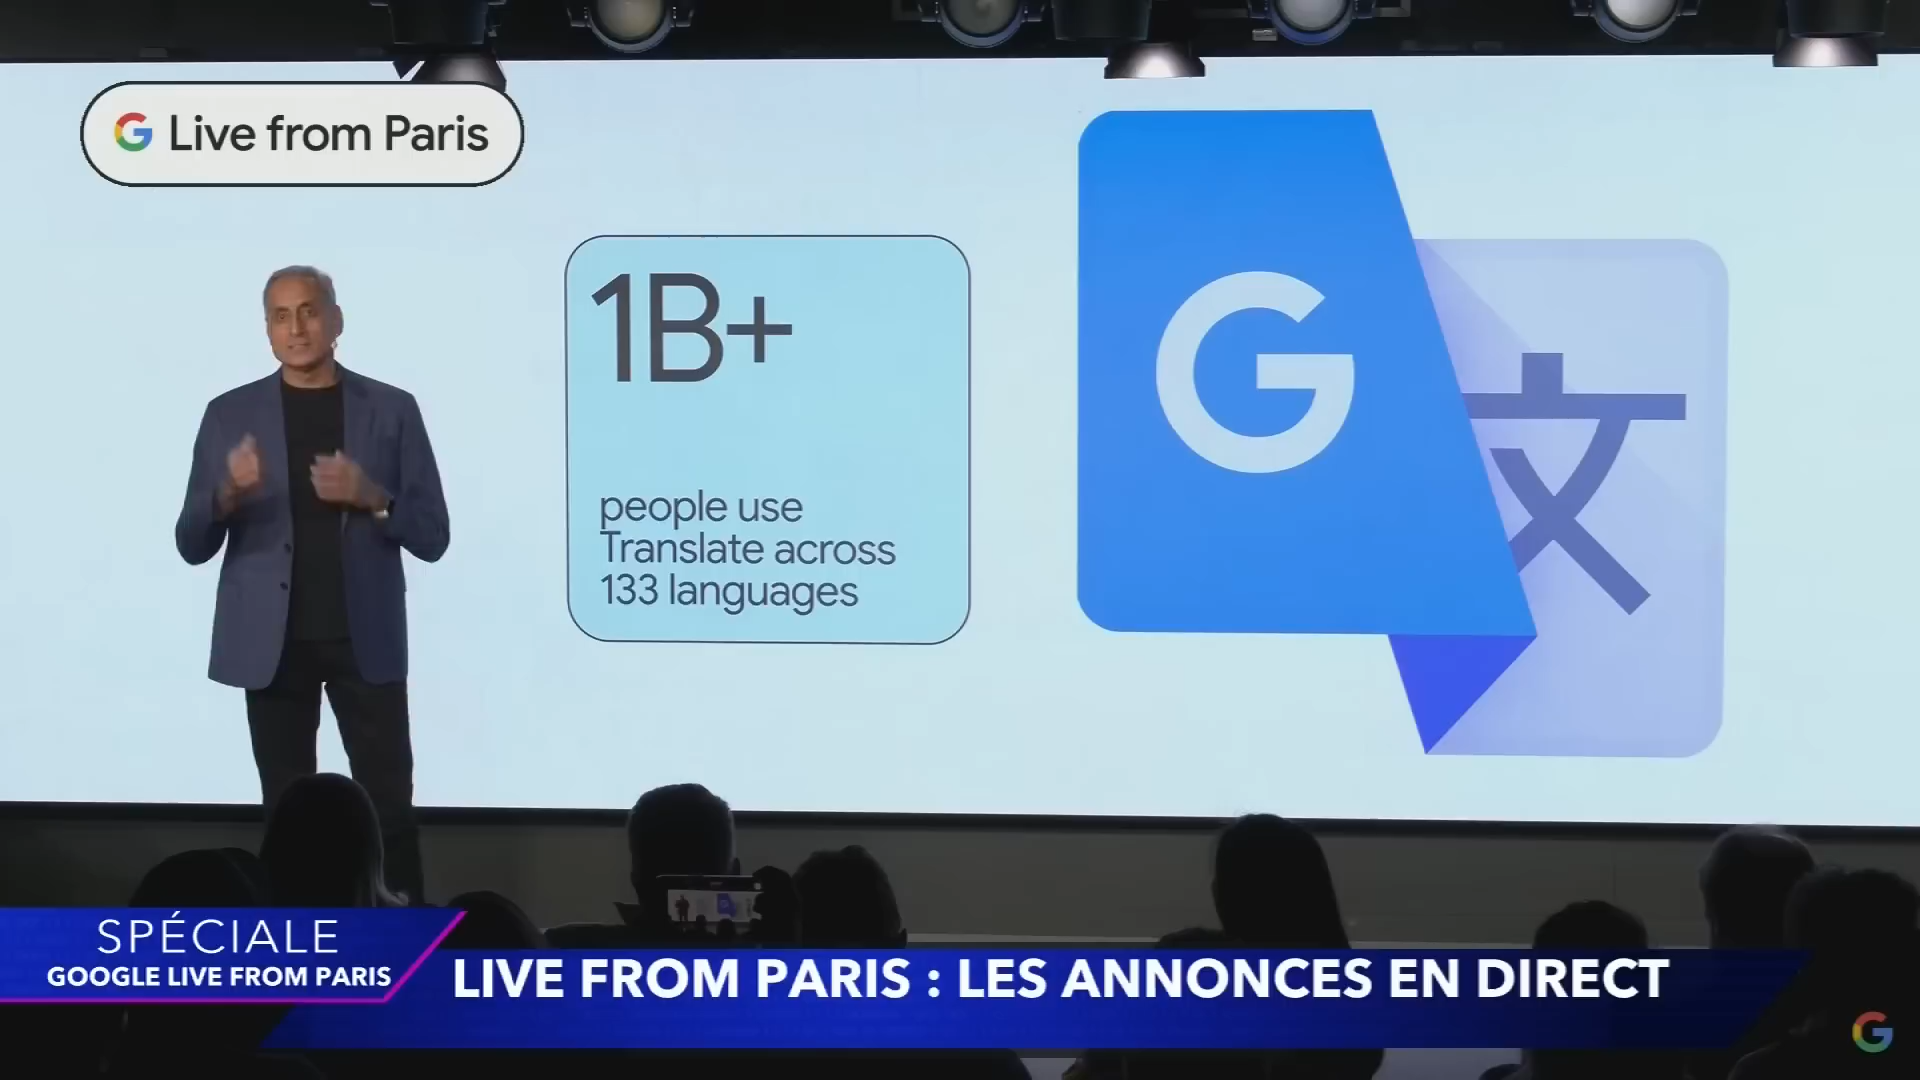 G Live from Paris
1B+
people use
Translate across
133 languages
G
文
SPÉCIALE
GOOGLE LIVE FROM PARIS
LIVE FROM PARIS : LES ANNONCES EN DIRECT
G